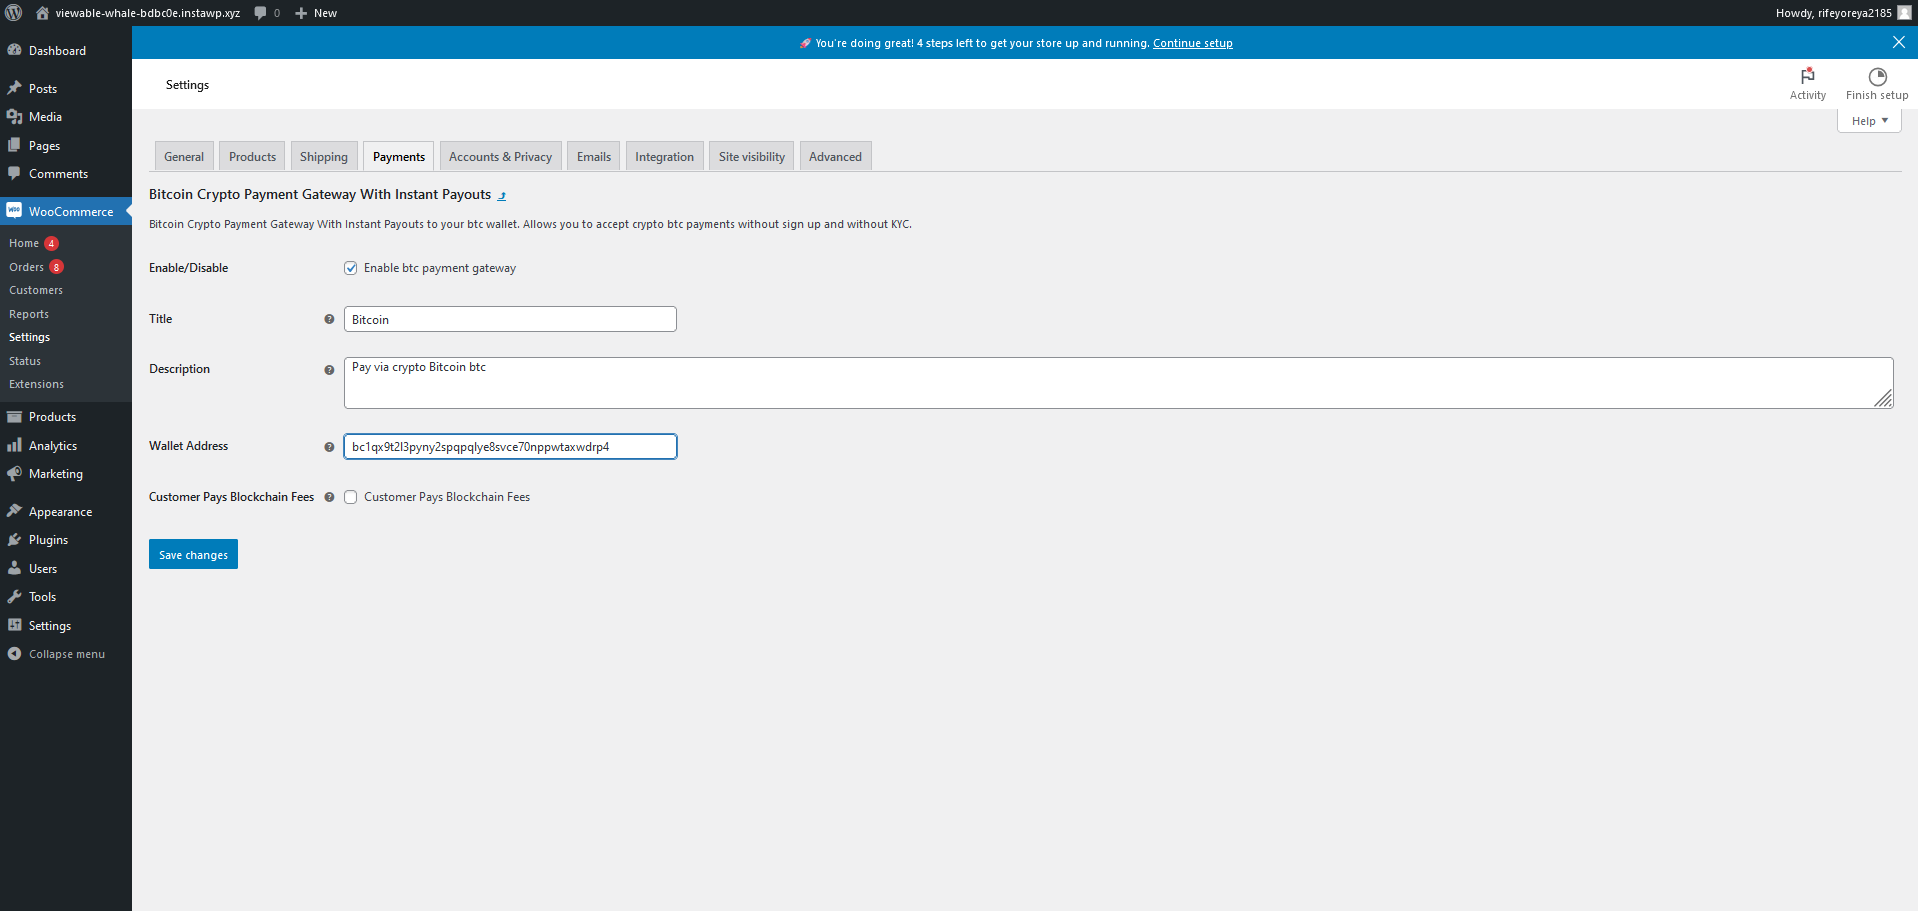 viewable-whale-bdbc0e.instawp.xyz 0 New Howdy, rifeyoreya2185
🚀 You're doing great! 4 steps left to get your store up and running. Continue setup
Settings
Activity
Finish setup
Help
Dashboard
Posts
Media
Pages
Comments
WooCommerce
Home 4
Orders 8
Customers
Reports
Settings
Status
Extensions
Products
Analytics
Marketing
Appearance
Plugins
Users
Tools
Settings
Collapse menu
General Products Shipping Payments Accounts & Privacy Emails Integration Site visibility Advanced
Bitcoin Crypto Payment Gateway With Instant Payouts
Bitcoin Crypto Payment Gateway With Instant Payouts to your btc wallet. Allows you to accept crypto btc payments without sign up and without KYC.
Enable/Disable Enable btc payment gateway
Title Bitcoin
Description Pay via crypto Bitcoin btc
Wallet Address bc1qx9t2l3pyny2spqpqlye8svce70nppwtaxwdrp4
Customer Pays Blockchain Fees Customer Pays Blockchain Fees
Save changes